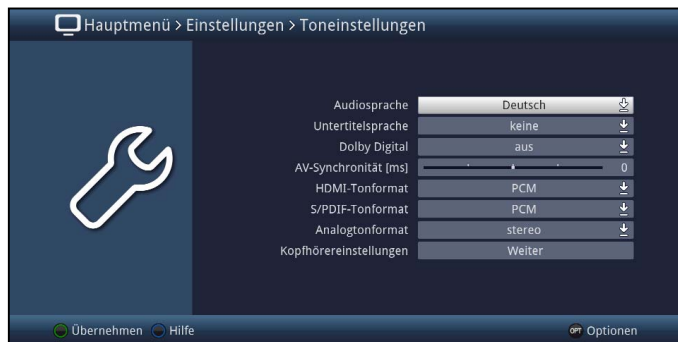 Hauptmenü > Einstellungen > Toneinstellungen
Audiosprache Deutsch
Untertitelsprache keine
Dolby Digital aus
AV-Synchronität [ms] 0
HDMI-Tonformat PCM
S/PDIF-Tonformat PCM
Analogtonformat stereo
Kopfhörereinstellungen Weiter
Übernehmen Hilfe OPT Optionen